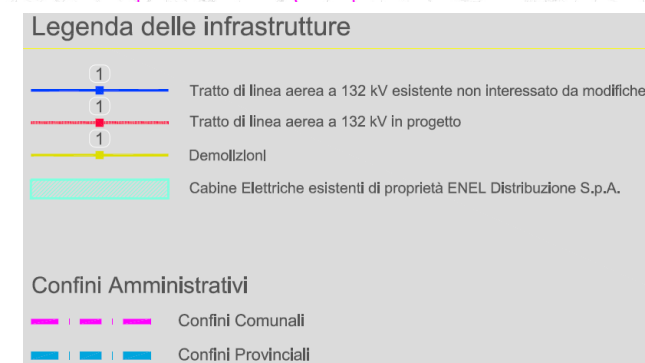 Legenda delle infrastrutture
1
Tratto di linea aerea a 132 kV esistente non interessato da modifiche
1
Tratto di linea aerea a 132 kV in progetto
1
Demolizioni
Cabine Elettriche esistenti di proprietà ENEL Distribuzione S.p.A.
Confini Amministrativi
Confini Comunali
Confini Provinciali